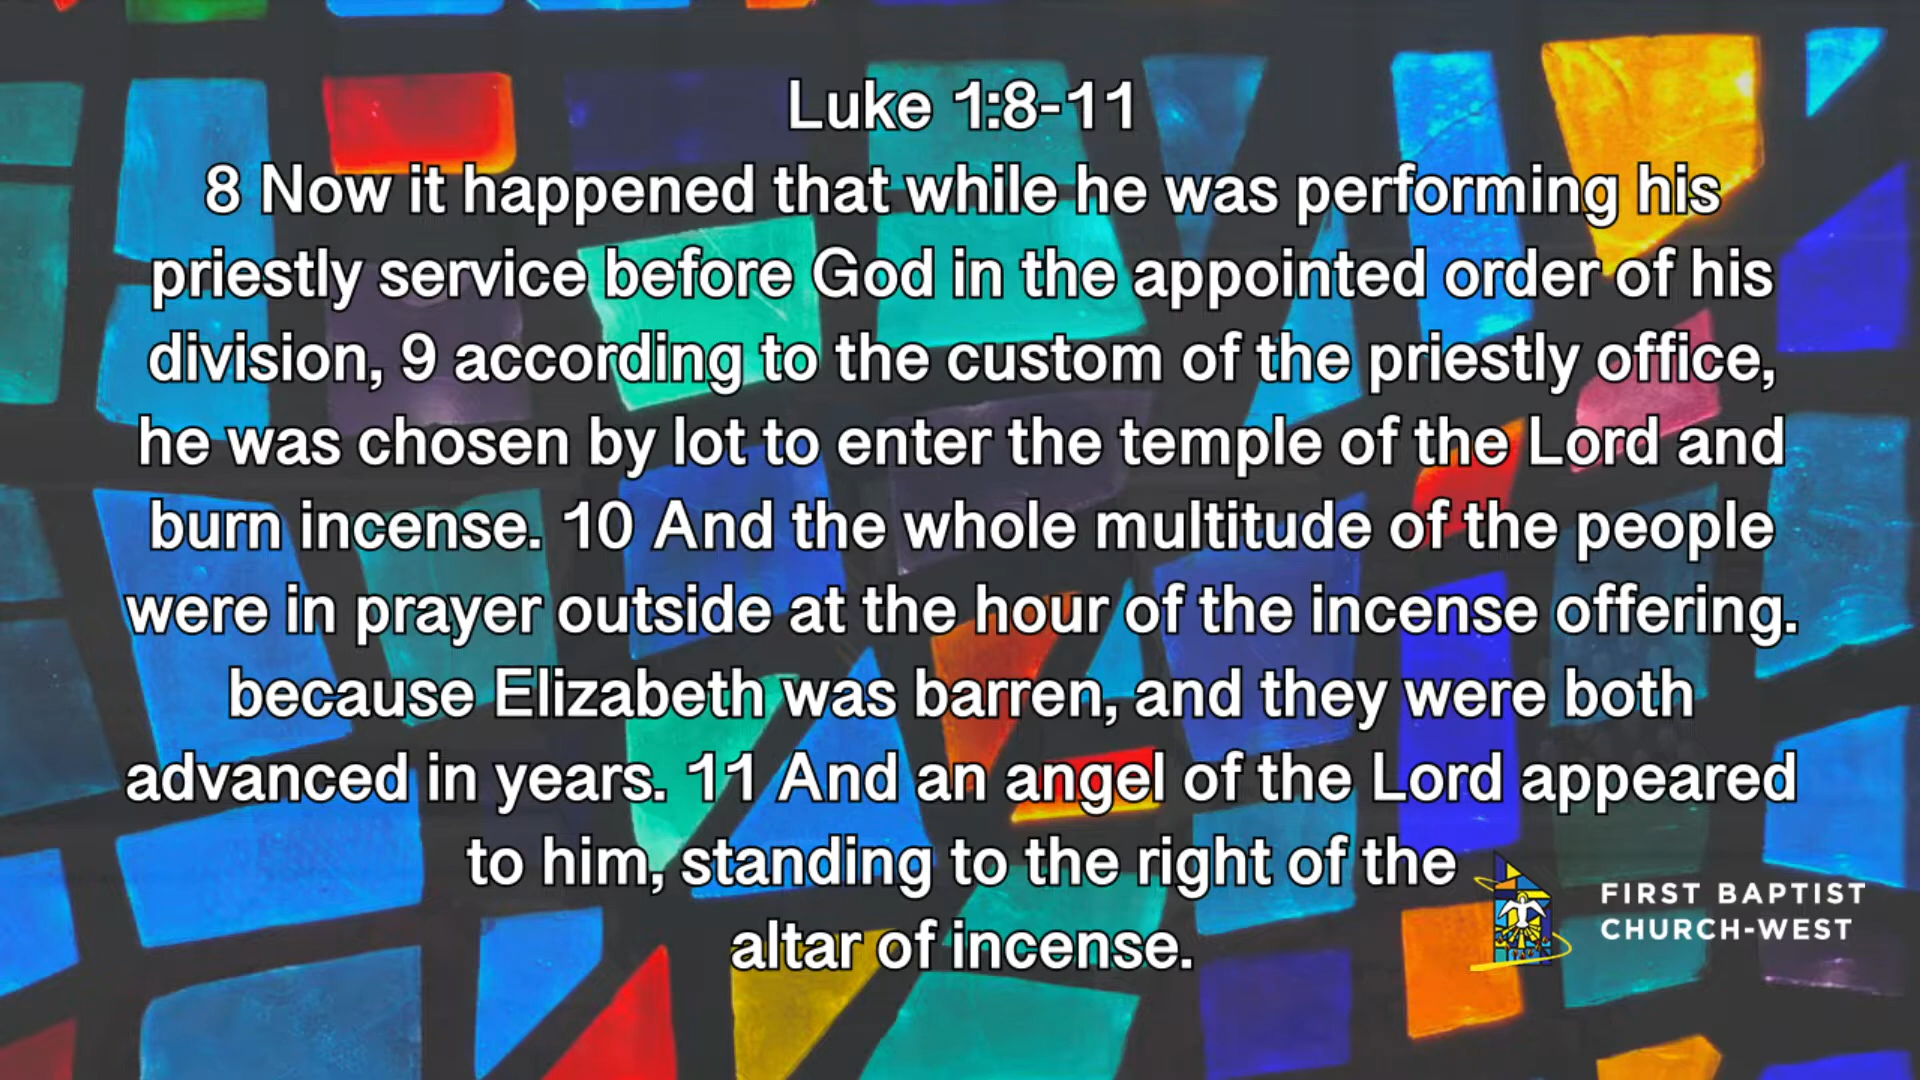 Luke 1:8-11
8 Now it happened that while he was performing his
priestly service before God in the appointed order of his
division, 9 according to the custom of the priestly office,
he was chosen by lot to enter the temple of the Lord and
burn incense. 10 And the whole multitude of the people
were in prayer outside at the hour of the incense offering.
because Elizabeth was barren, and they were both
advanced in years. 11 And an angel of the Lord appeared
to him, standing to the right of the
altar of incense.
FIRST BAPTIST
CHURCH-WEST